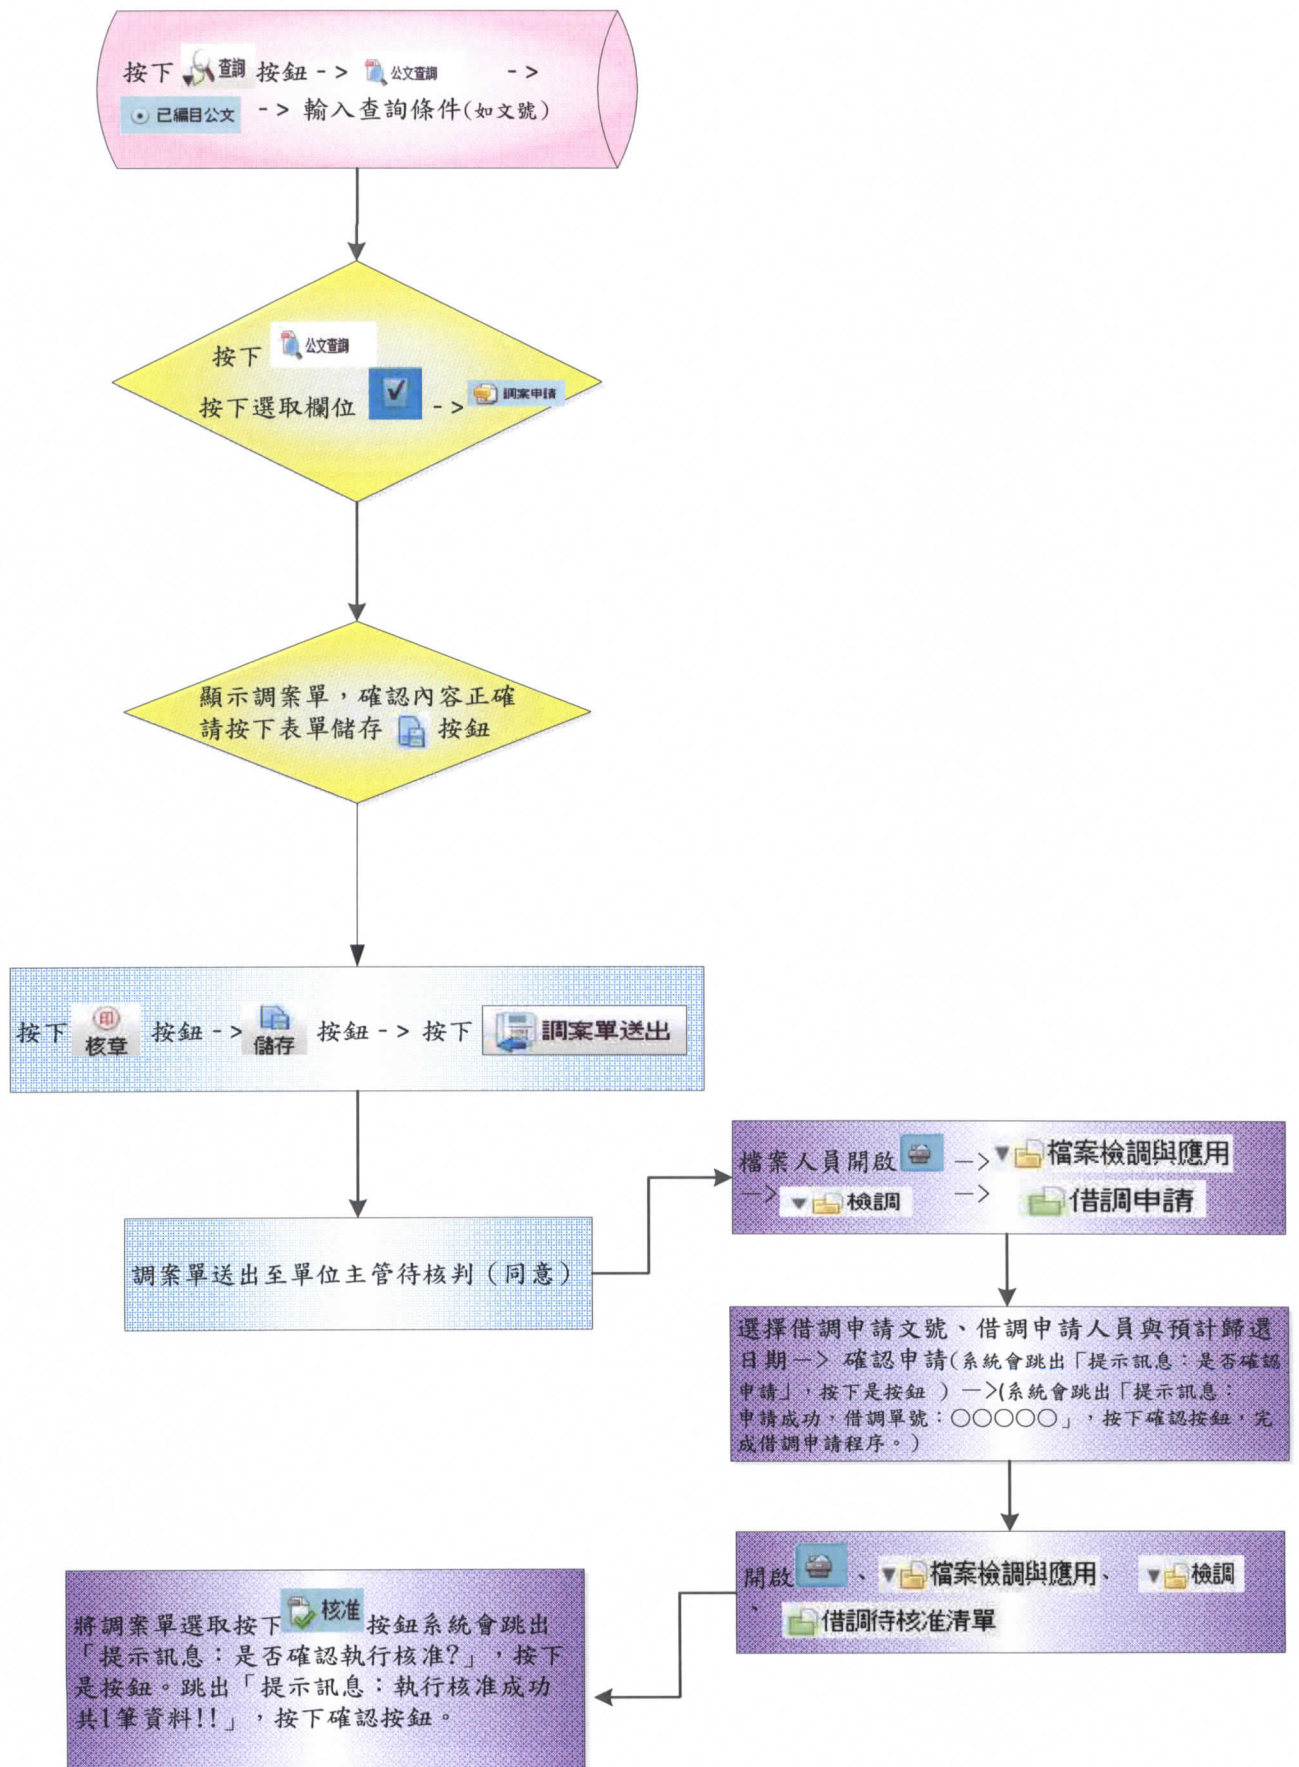 按下 查詢 按鈕 -> 公文查詢 ->
已編目公文 -> 輸入查詢條件(如文號)
按下 公文查詢
按下選取欄位 -> 調案申請
顯示調案單，確認內容正確
請按下表單儲存 按鈕
按下 核章 按鈕 -> 儲存 按鈕 -> 按下 調案單送出
調案單送出至單位主管待核判（同意）
檔案人員開啟 —> 檔案檢調與應用
—> 檢調 —> 借調申請
選擇借調申請文號、借調申請人員與預計歸還
日期—> 確認申請(系統會跳出「提示訊息：是否確認
申請」，按下是按鈕 ）—>(系統會跳出「提示訊息：
申請成功，借調單號：〇〇〇〇〇」，按下確認按鈕，完
成借調申請程序。)
開啟 、 檔案檢調與應用、 檢調
、 借調待核准清單
將調案單選取按下 核准 按鈕系統會跳出
「提示訊息：是否確認執行核准?」，按下
是按鈕。跳出「提示訊息：執行核准成功
共1筆資料!!」，按下確認按鈕。